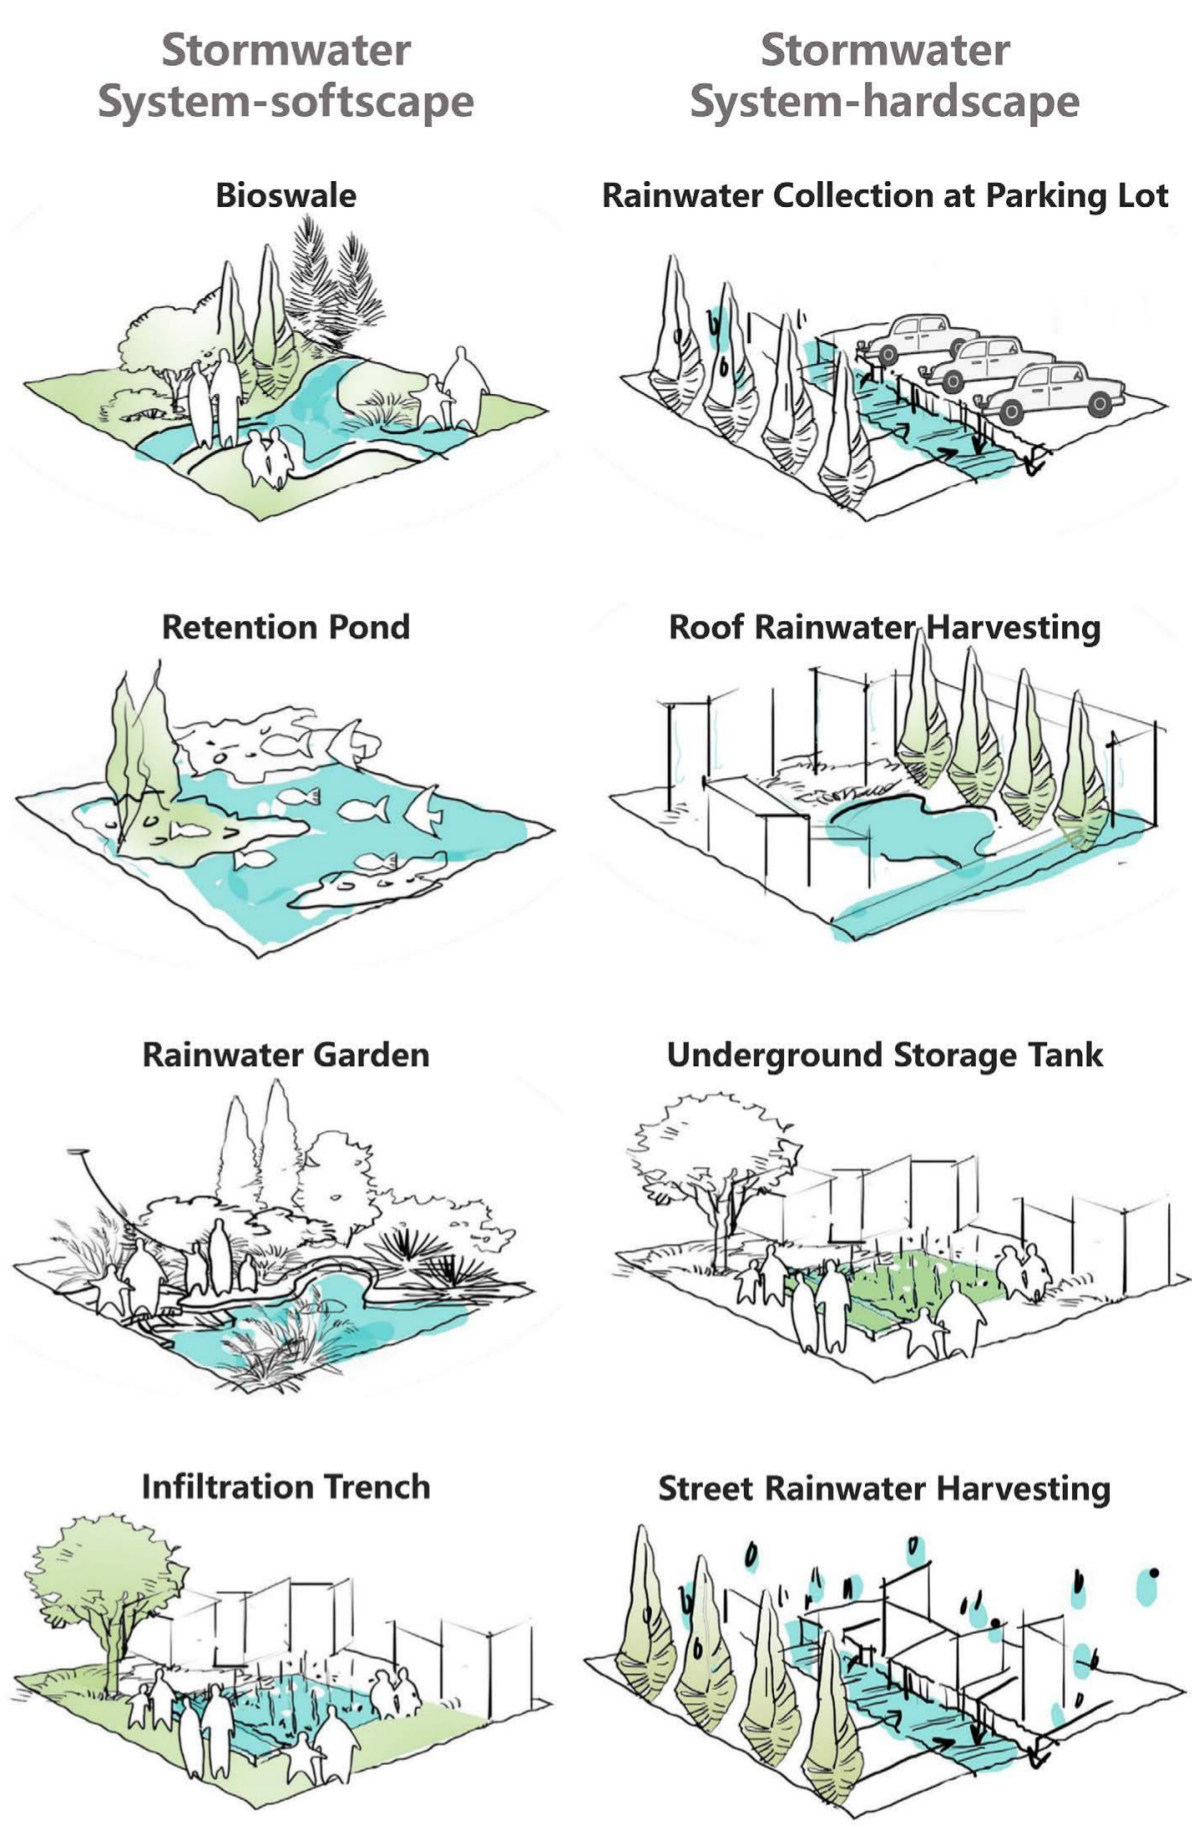 Stormwater
System-softscape
Stormwater
System-hardscape
Bioswale
Rainwater Collection at Parking Lot
Retention Pond
Roof Rainwater Harvesting
Rainwater Garden
Underground Storage Tank
Infiltration Trench
Street Rainwater Harvesting